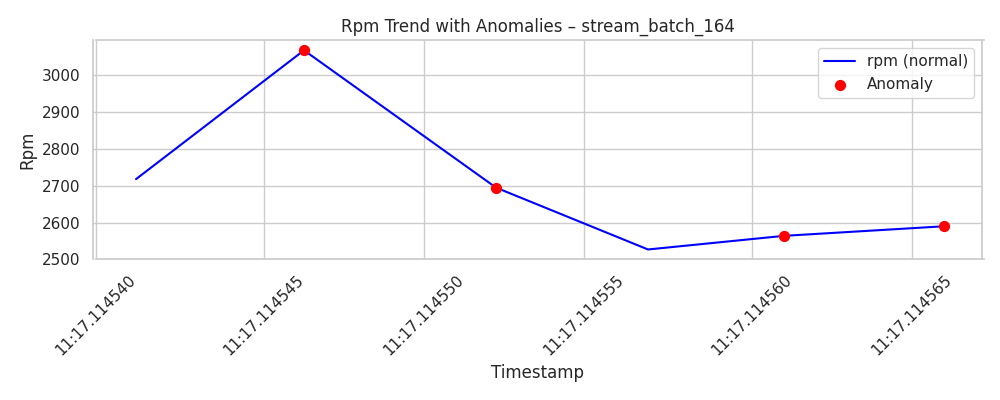 Rpm Trend with Anomalies – stream_batch_164
rpm (normal)
Anomaly
Rpm
3000
2900
2800
2700
2600
2500
11:17.114540
11:17.114545
11:17.114550
11:17.114555
11:17.114560
11:17.114565
Timestamp